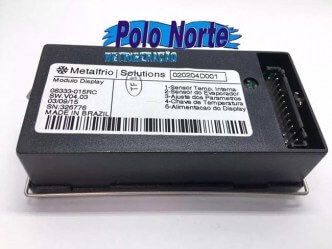 Polo Norte
REFRIGERAÇÃO
Metalfrio Solutions
020204D001
Modulo Display
08333-015RC
SW.V04.03
03/09/15
SN:326776
MADE IN BRAZIL
1-Sensor Temp. Interna
2-Sensor do Evaporador
3-Ajuste dos Parametros
4-Chave de Temperatura
5-Alimentacao do Display